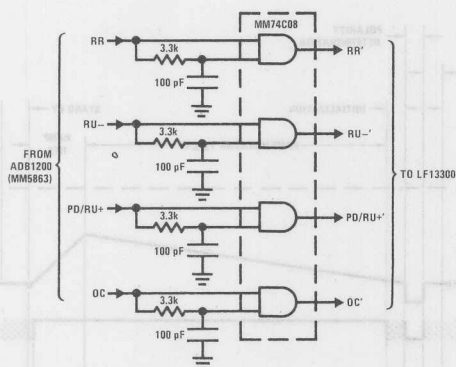 MM74C08
RR
3.3k
100 pF
RR'
RU–
3.3k
100 pF
RU–'
FROM
ADB1200
(MM5863)
TO LF13300
PD/RU+
3.3k
100 pF
PD/RU+'
OC
3.3k
100 pF
OC'